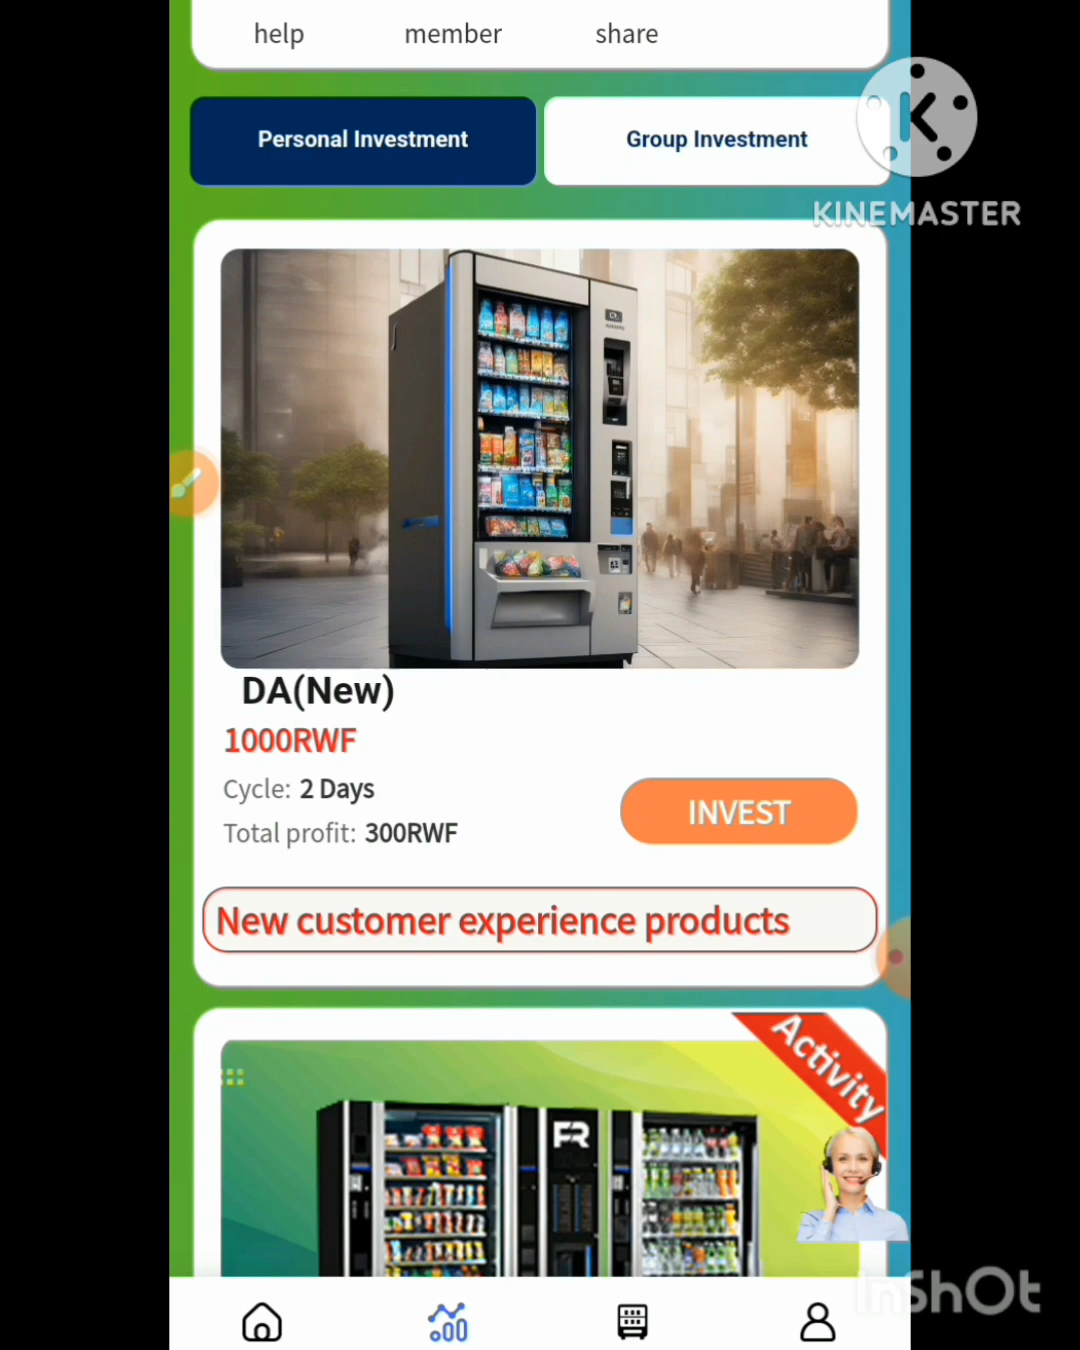 help member share
Personal Investment Group Investment
KINEMASTER
DA(New)
1000RWF
Cycle: 2 Days
Total profit: 300RWF
INVEST
New customer experience products
Activity
FR
InShOt